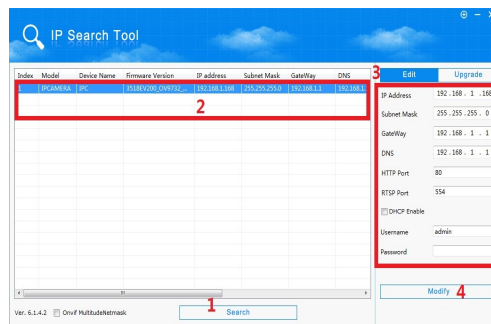 IP Search Tool
Index Model Device Name Firmware Version IP address Subnet Mask GateWay DNS
1 IPCAMERA IPC 3518EV200_OV9732_... 192.168.1.168 255.255.255.0 192.168.1.1 192.168.1.
2
3
Edit Upgrade
IP Address 192.168. 1 .168
Subnet Mask 255.255.255. 0
GateWay 192.168. 1 . 1
DNS 192.168. 1 . 1
HTTP Port 80
RTSP Port 554
DHCP Enable
Username admin
Password
Modify 4
Ver. 6.1.4.2 Onvif MultitudeNetmask
1 Search